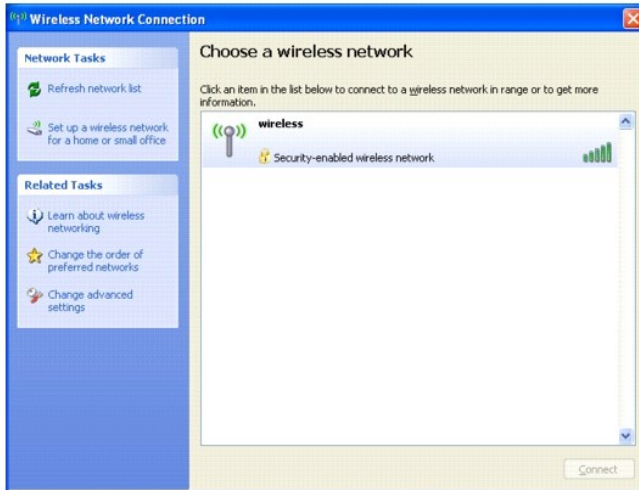 Wireless Network Connection
Network Tasks
Refresh network list
Set up a wireless network
for a home or small office
Related Tasks
Learn about wireless
networking
Change the order of
preferred networks
Change advanced
settings
Choose a wireless network
Click an item in the list below to connect to a wireless network in range or to get more
information.
wireless
Security-enabled wireless network
Connect